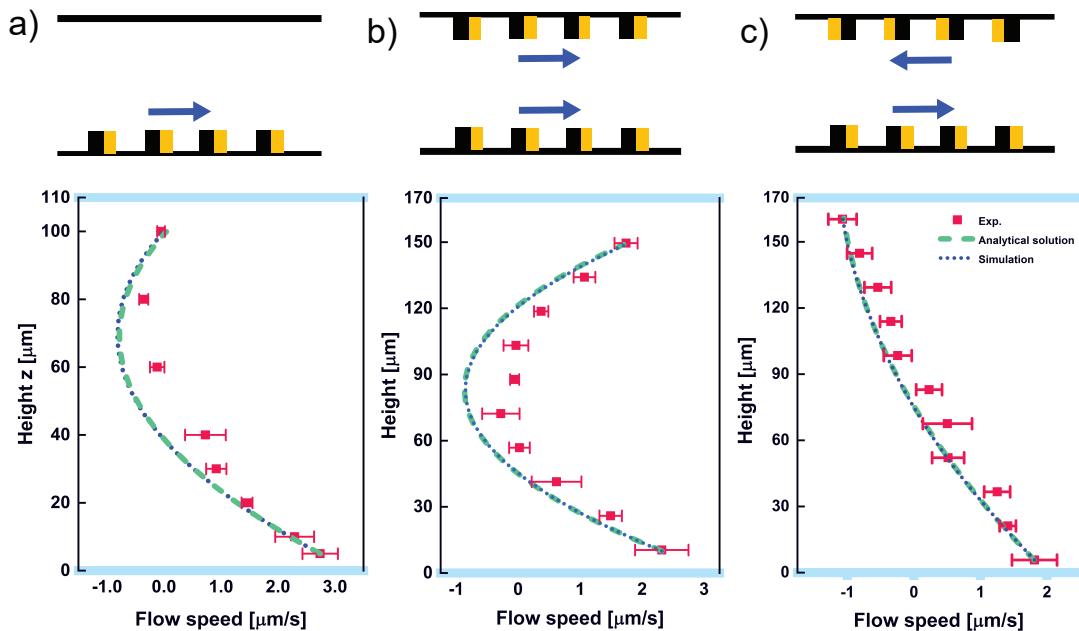 a)
b)
c)
110
100
80
60
40
20
0
-1.0
0.0
1.0
2.0
3.0
Height z [μm]
Flow speed [μm/s]
170
150
120
90
60
30
0
-1
0
1
2
3
Height [μm]
Flow speed [μm/s]
170
150
120
90
60
30
0
-1
0
1
2
Height [μm]
Flow speed [μm/s]
Exp.
Analytical solution
Simulation